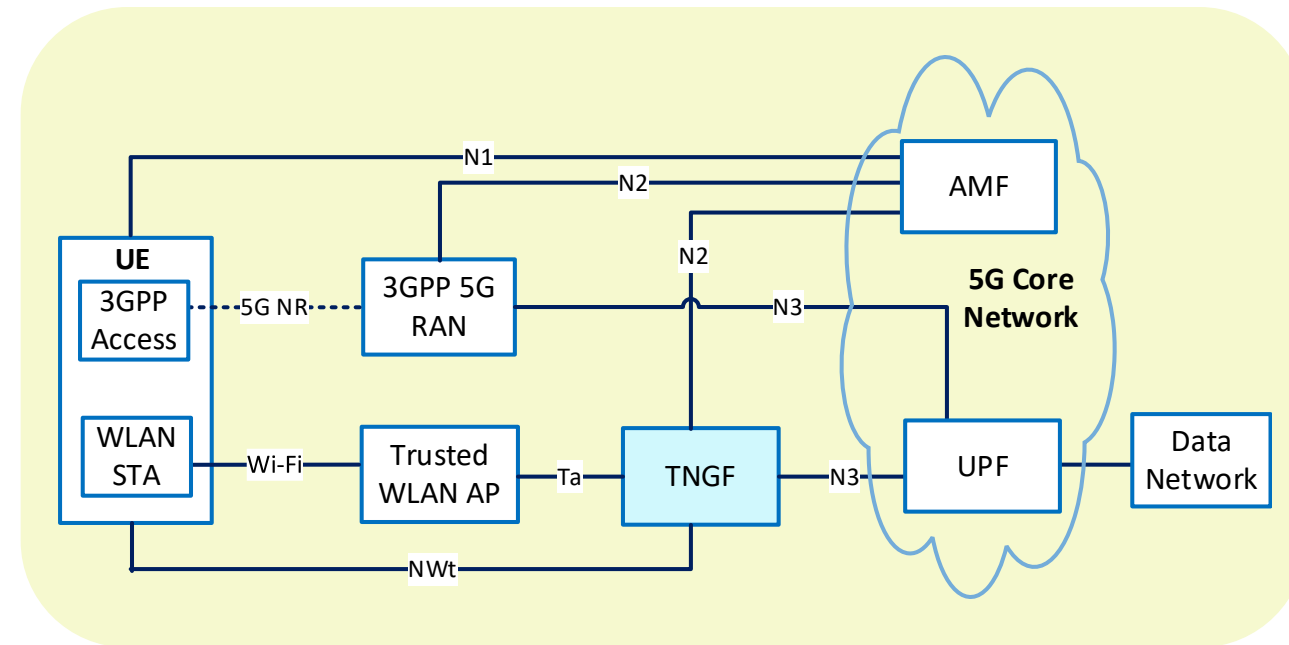 N1
N2
AMF
N2
UE
3GPP
Access
5G NR
3GPP 5G
RAN
N3
5G Core
Network
WLAN
STA
Wi-Fi
Trusted
WLAN AP
Ta
TNGF
N3
UPF
Data
Network
NWt